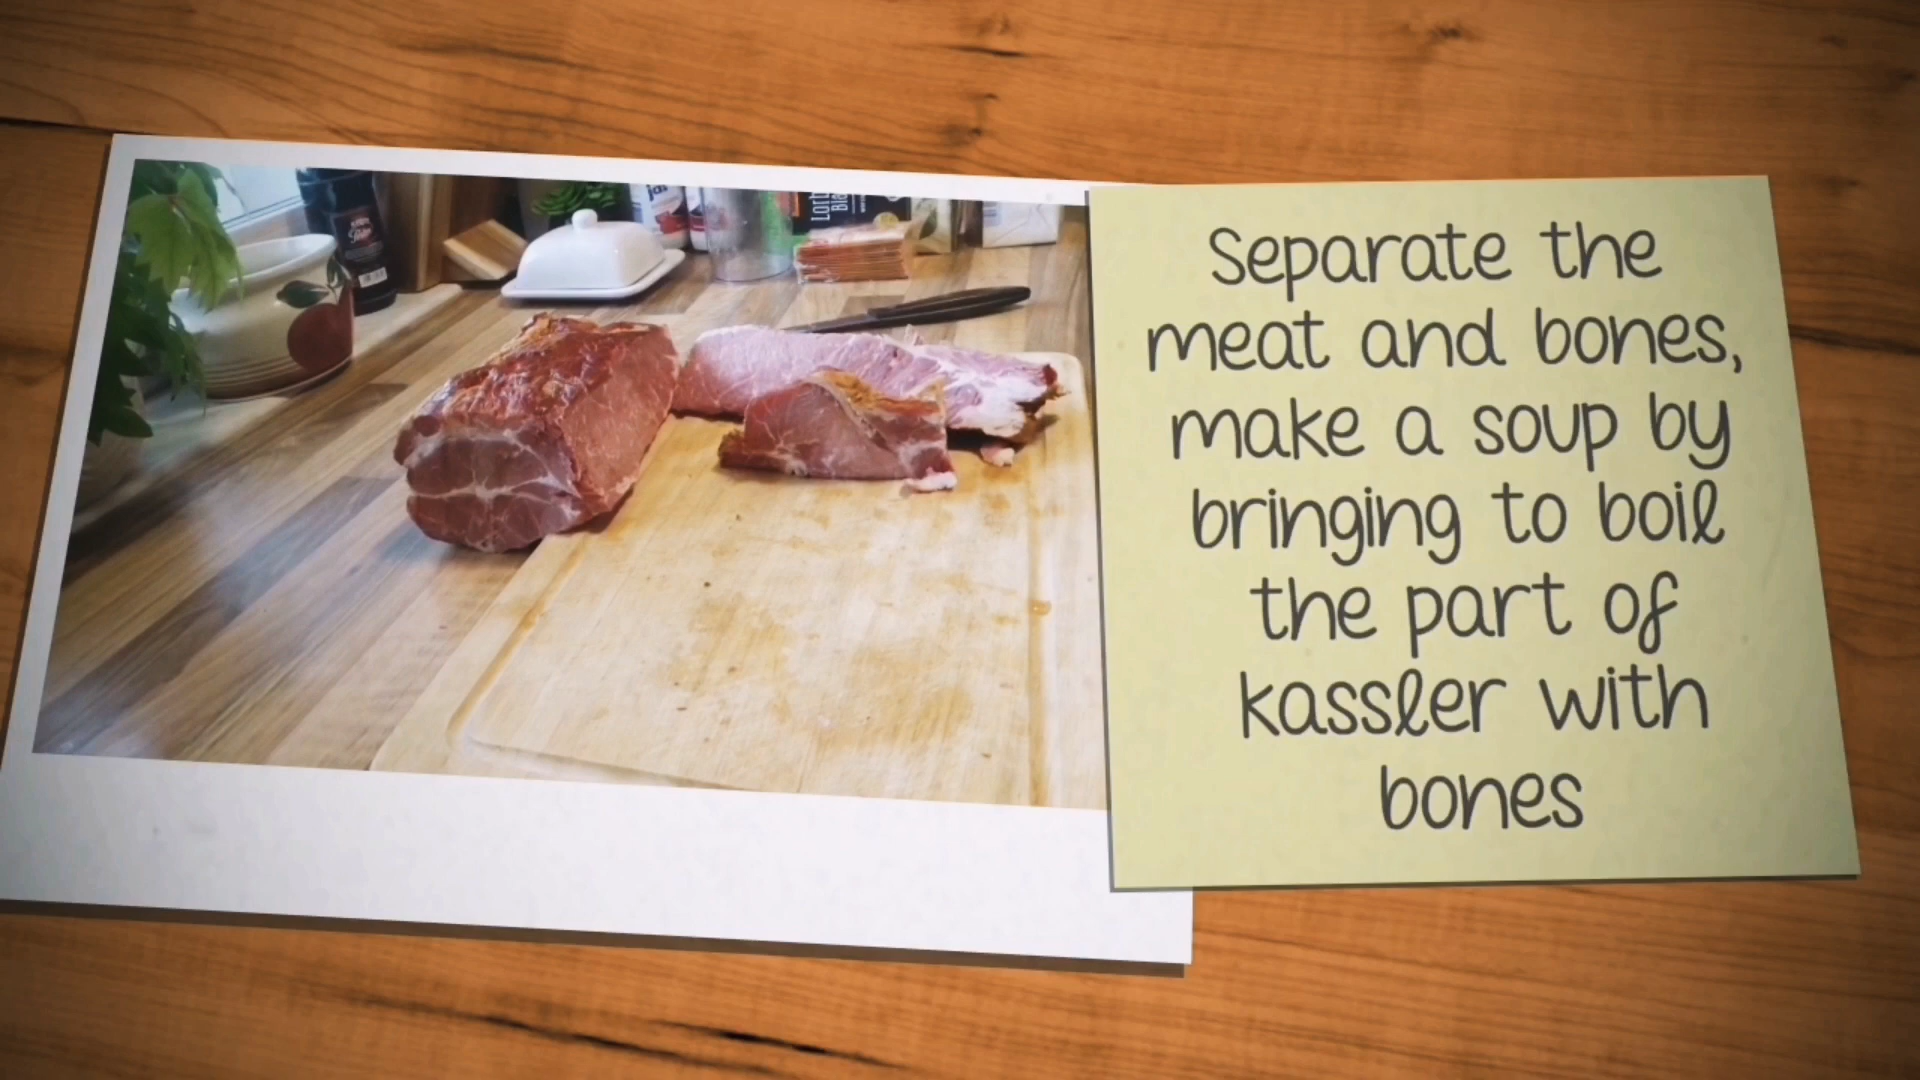 Separate the
meat and bones,
make a soup by
bringing to boil
the part of
kassler with
bones